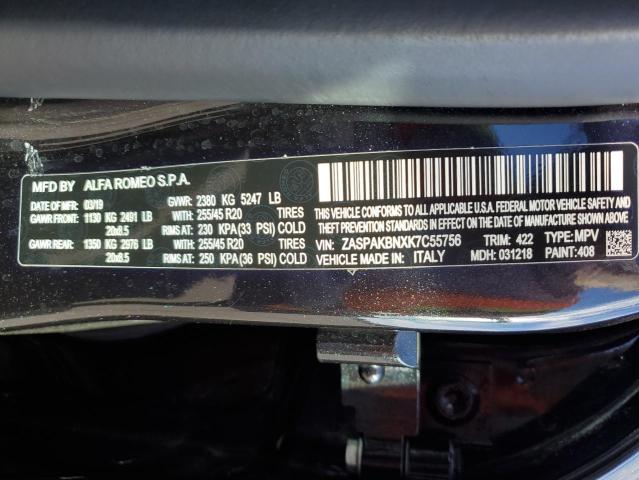 MFD BY ALFA ROMEO S.P.A.
DATE OF MFR: 03/19 GVWR: 2380 KG 5247 LB
GAWR FRONT: 1130 KG 2491 LB WITH: 255/45 R20 TIRES
20x8.5 RIMS AT: 230 KPA(33 PSI) COLD
GAWR REAR: 1350 KG 2976 LB WITH: 255/45 R20 TIRES
20x8.5 RIMS AT: 250 KPA(36 PSI) COLD
THIS VEHICLE CONFORMS TO ALL APPLICABLE U.S.A. FEDERAL MOTOR VEHICLE SAFETY AND
THEFT PREVENTION STANDARDS IN EFFECT ON THE DATE OF MANUFACTURE SHOWN ABOVE.
VIN: ZASPAKBNXK7C55756 TRIM: 422 TYPE: MPV
VEHICLE MADE IN: ITALY MDH: 031218 PAINT: 408